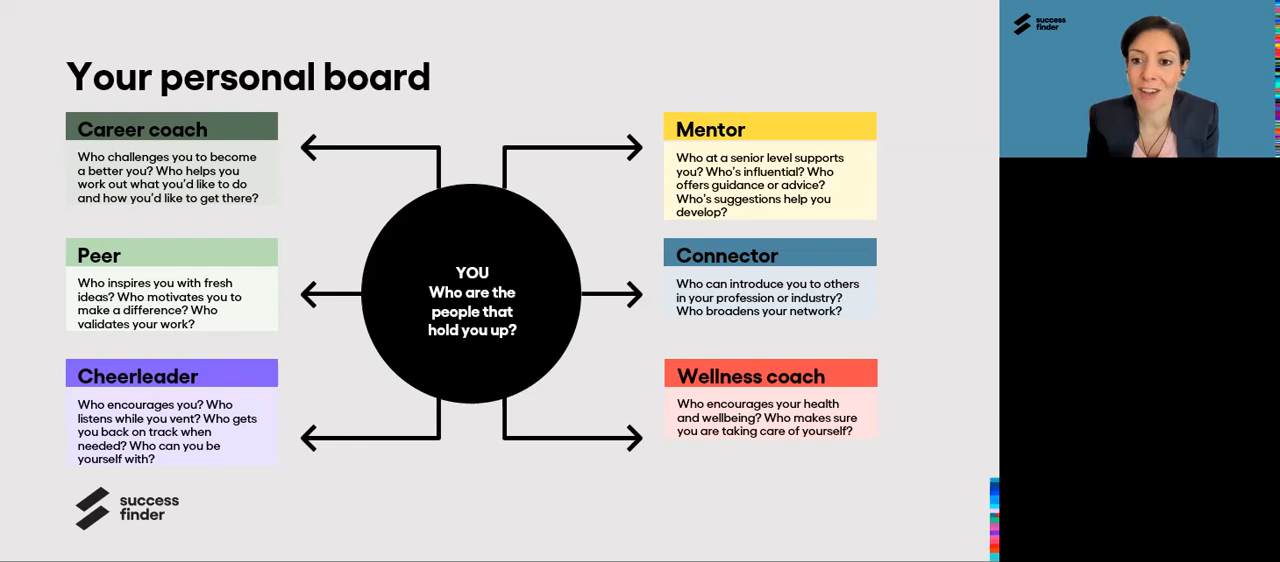 Your personal board
Career coach
Who challenges you to become
a better you? Who helps you
work out what you'd like to do
and how you'd like to get there?
Peer
Who inspires you with fresh
ideas? Who motivates you to
make a difference? Who
validates your work?
Cheerleader
Who encourages you? Who
listens while you vent? Who gets
you back on track when
needed? Who can you be
yourself with?
YOU
Who are the
people that
hold you up?
Mentor
Who at a senior level supports
you? Who's influential? Who
offers guidance or advice?
Who's suggestions help you
develop?
Connector
Who can introduce you to others
in your profession or industry?
Who broadens your network?
Wellness coach
Who encourages your health
and wellbeing? Who makes sure
you are taking care of yourself?
success
finder
success
finder